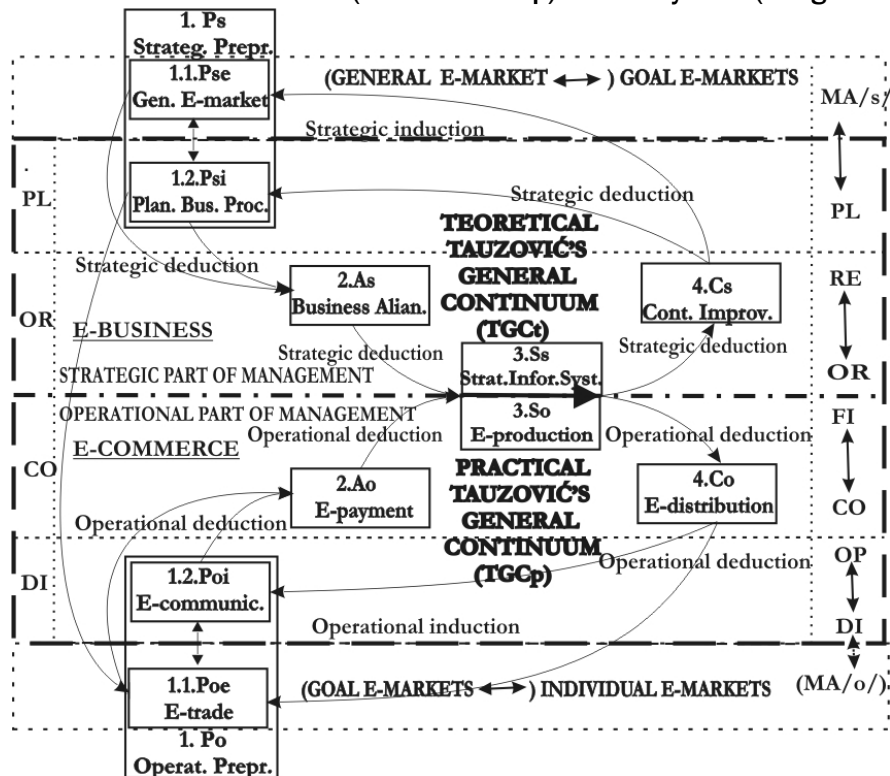 1. Ps
Strateg. Prepr.
1.1.Pse
Gen. E-market
(GENERAL E-MARKET ) GOAL E-MARKETS
MA/s/
Strategic induction
PL
1.2.Psi
Plan. Bus. Proc.
Strategic deduction
PL
TEORETICAL
TAUZOVIĆ'S
GENERAL
CONTINUUM
(TGCt)
Strategic deduction
2.As
Business Alian.
4.Cs
Cont. Improv.
RE
OR
E-BUSINESS
Strategic deduction
3.Ss
Strat.Infor.Syst.
Strategic deduction
OR
STRATEGIC PART OF MANAGEMENT
OPERATIONAL PART OF MANAGEMENT
3.So
E-production
FI
E-COMMERCE
Operational deduction
Operational deduction
CO
2.Ao
E-payment
PRACTICAL
TAUZOVIĆ'S
GENERAL
CONTINUUM
(TGCp)
4.Co
E-distribution
CO
Operational deduction
Operational deduction
OP
DI
1.2.Poi
E-communic.
Operational induction
DI
1.1.Poe
E-trade
(GOAL E-MARKETS ) INDIVIDUAL E-MARKETS
(MA/o/)
1. Po
Operat. Prepr.